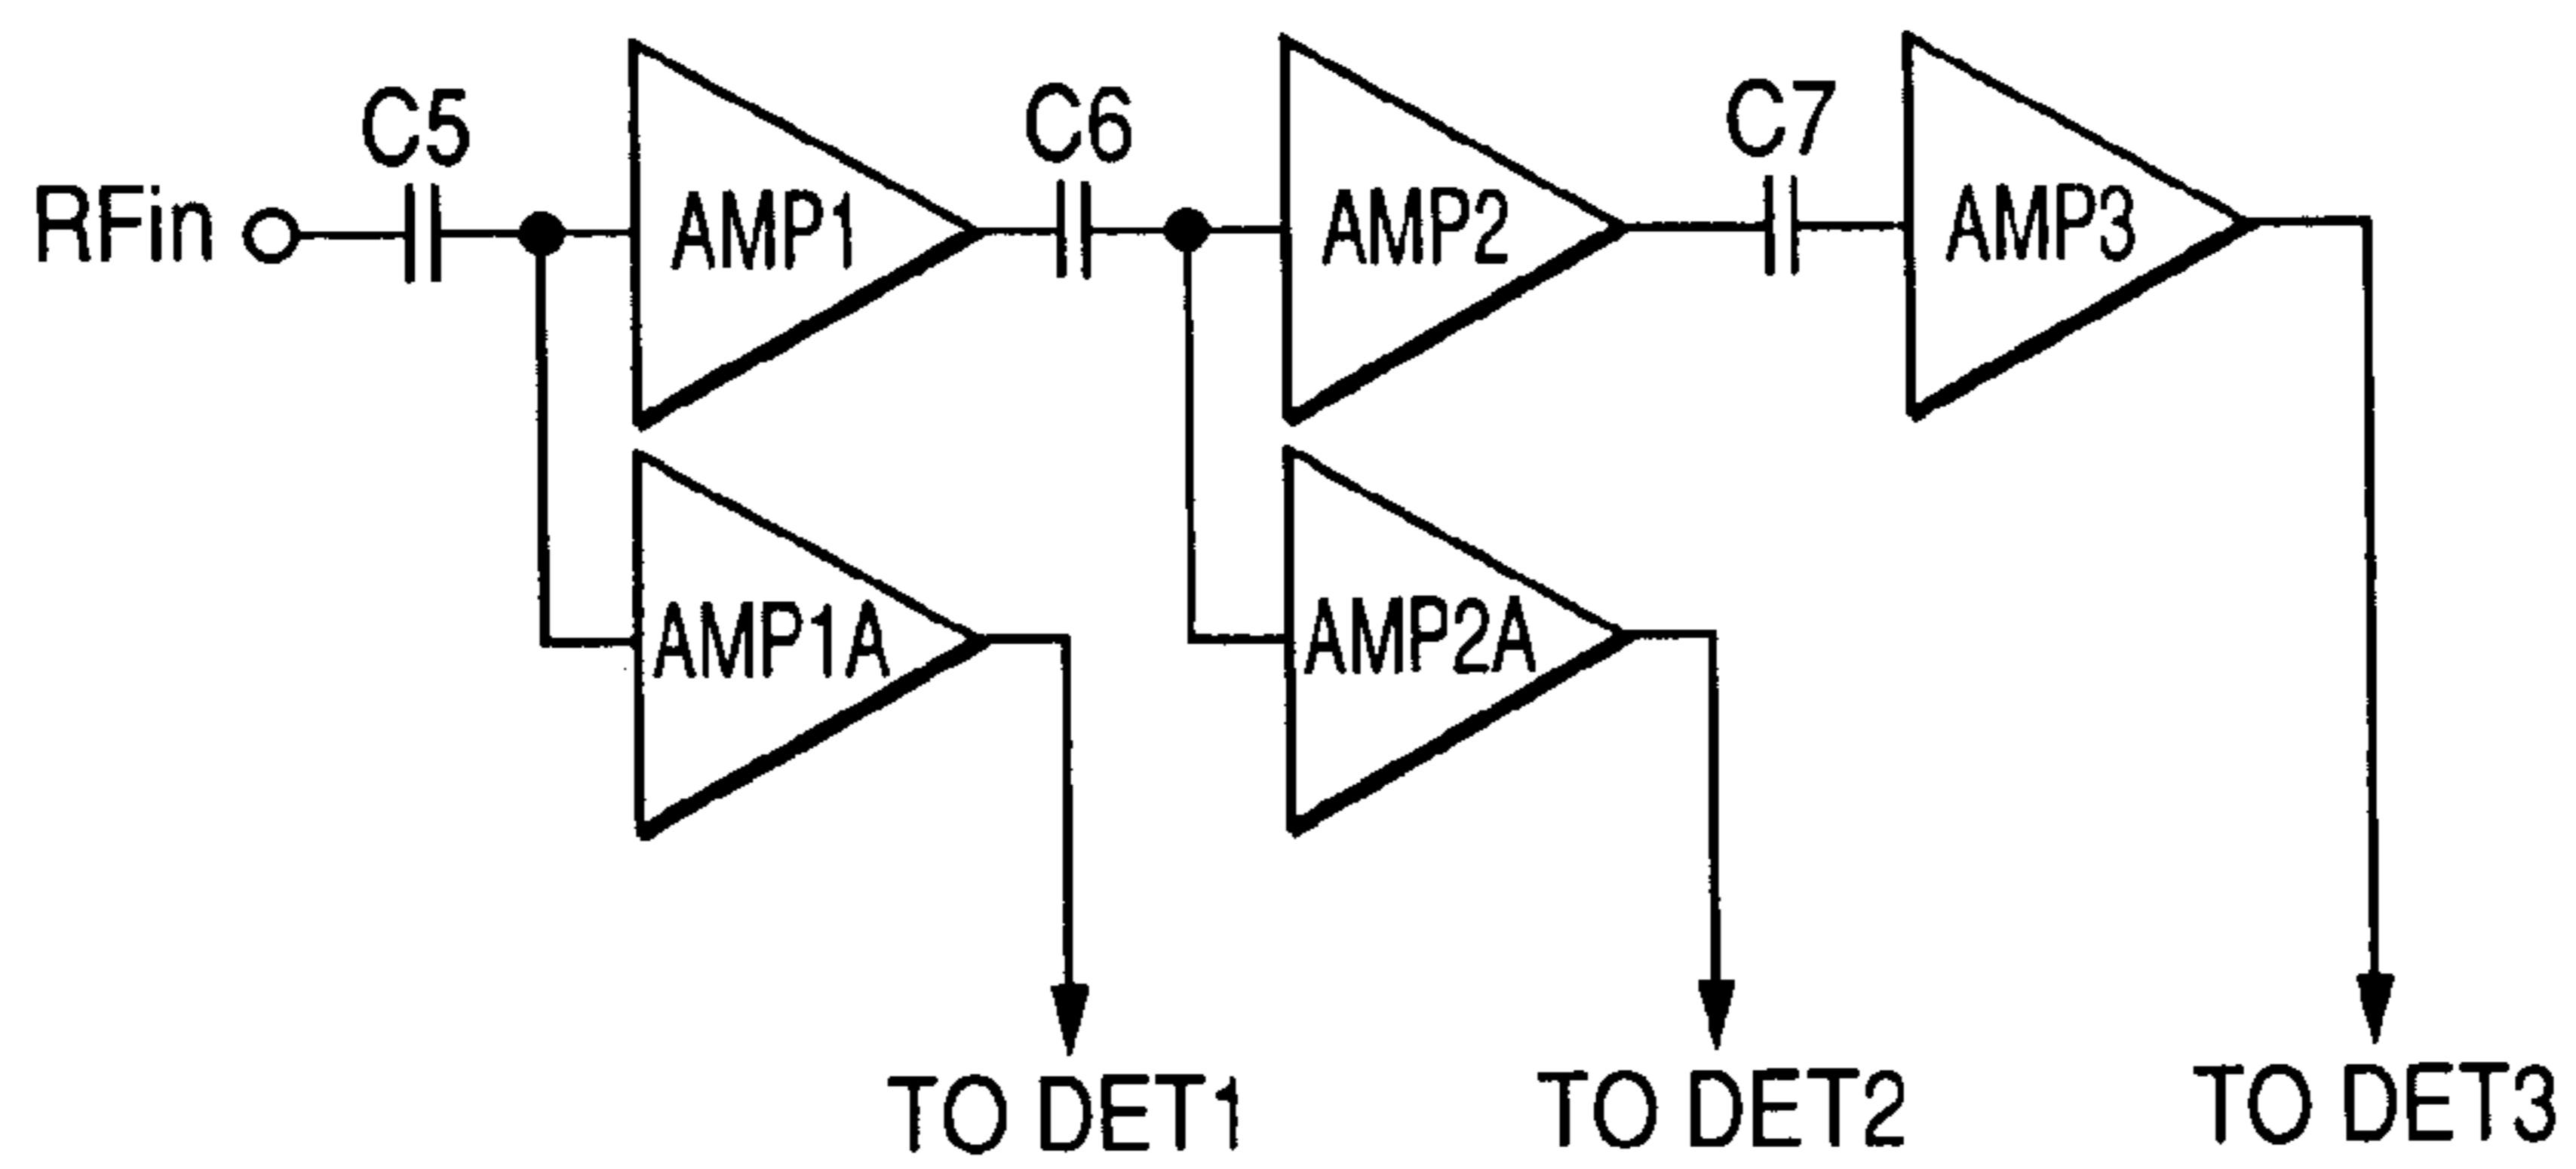 C5
C6
C7
RFin
AMP1
AMP2
AMP3
AMP1A
AMP2A
TO DET1
TO DET2
TO DET3